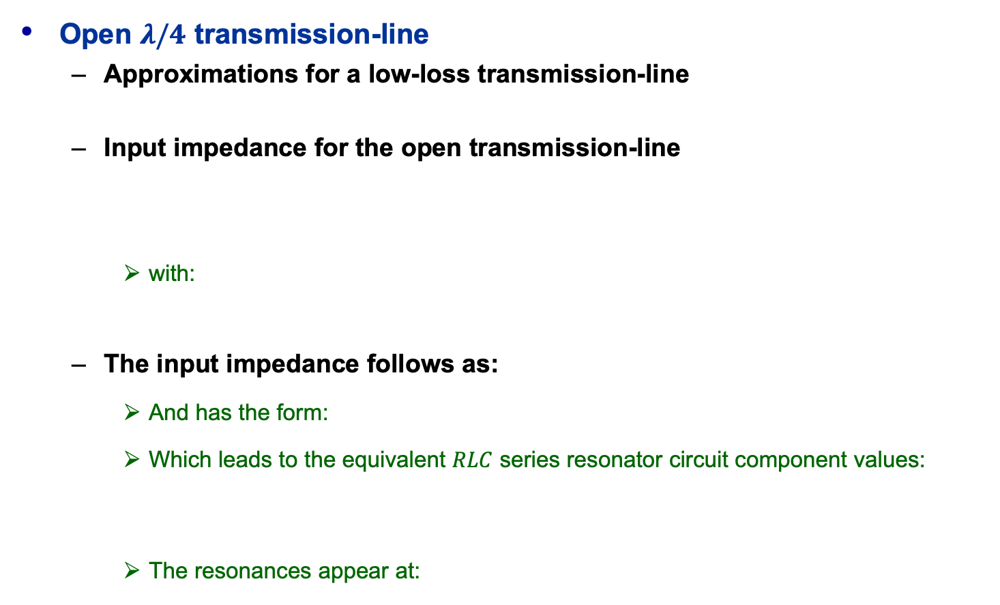 • Open 𝝀/𝟒 transmission-line
– Approximations for a low-loss transmission-line
– Input impedance for the open transmission-line
➢ with:
– The input impedance follows as:
➢ And has the form:
➢ Which leads to the equivalent 𝑅𝐿𝐶 series resonator circuit component values:
➢ The resonances appear at: